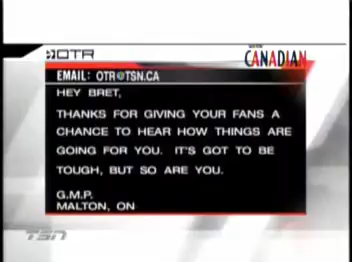 OTR
CANADIAN
EMAIL: OTR@TSN.CA
HEY BRET,
THANKS FOR GIVING YOUR FANS A
CHANCE TO HEAR HOW THINGS ARE
GOING FOR YOU. IT'S GOT TO BE
TOUGH, BUT SO ARE YOU.
G.M.P.
MALTON, ON
TSN